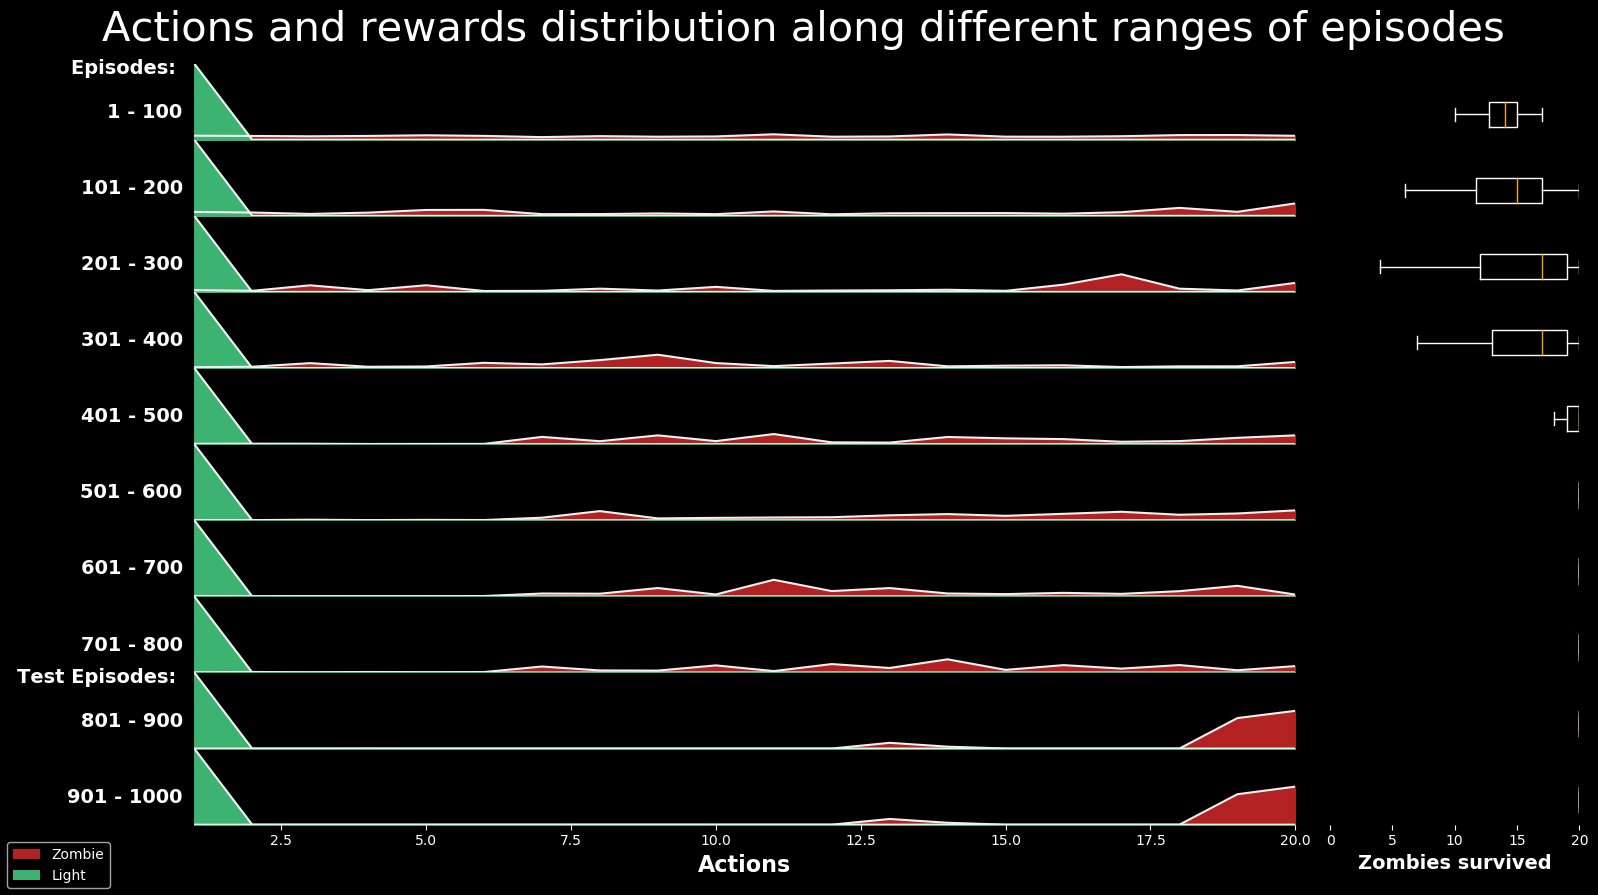 Actions and rewards distribution along different ranges of episodes
Episodes:
1 - 100
101 - 200
201 - 300
301 - 400
401 - 500
501 - 600
601 - 700
701 - 800
Test Episodes:
801 - 900
901 - 1000
2.5 5.0 7.5 10.0 12.5 15.0 17.5 20.0
0 5 10 15 20
Actions
Zombies survived
Zombie
Light